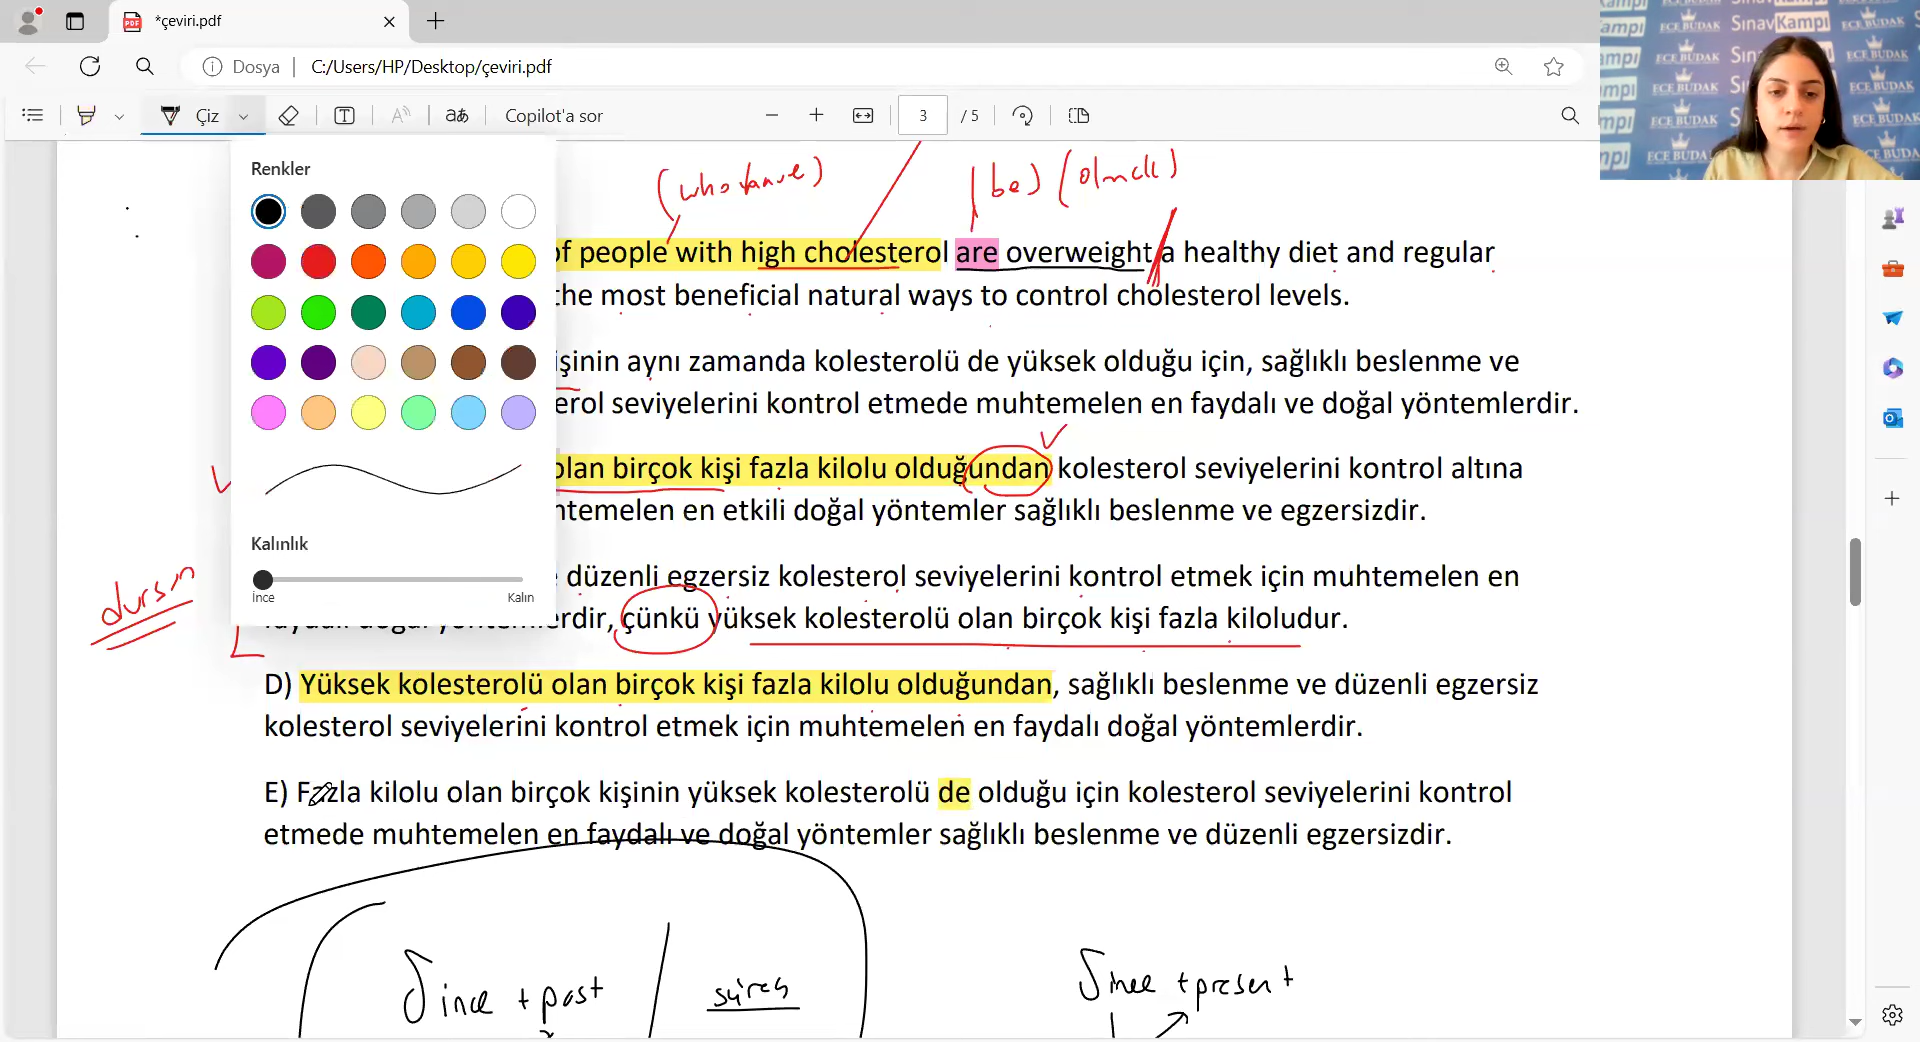 *çeviri.pdf
Dosya | C:/Users/HP/Desktop/çeviri.pdf
Çiz
aあ
Copilot'a sor
3 / 5
SınavKampı
ECE BUDAK
Renkler
Kalınlık
İnce Kalın
(be) (olmak)
of people with high cholesterol are overweight a healthy diet and regular
the most beneficial natural ways to control cholesterol levels.
işinin aynı zamanda kolesterolü de yüksek olduğu için, sağlıklı beslenme ve
erol seviyelerini kontrol etmede muhtemelen en faydalı ve doğal yöntemlerdir.
olan birçok kişi fazla kilolu olduğundan kolesterol seviyelerini kontrol altına
ntemelen en etkili doğal yöntemler sağlıklı beslenme ve egzersizdir.
düzenli egzersiz kolesterol seviyelerini kontrol etmek için muhtemelen en
erdir, çünkü yüksek kolesterolü olan birçok kişi fazla kiloludur.
dursın
D) Yüksek kolesterolü olan birçok kişi fazla kilolu olduğundan, sağlıklı beslenme ve düzenli egzersiz
kolesterol seviyelerini kontrol etmek için muhtemelen en faydalı doğal yöntemlerdir.
E) Fazla kilolu olan birçok kişinin yüksek kolesterolü de olduğu için kolesterol seviyelerini kontrol
etmede muhtemelen en faydalı ve doğal yöntemler sağlıklı beslenme ve düzenli egzersizdir.
Since + past süreç
Since + present